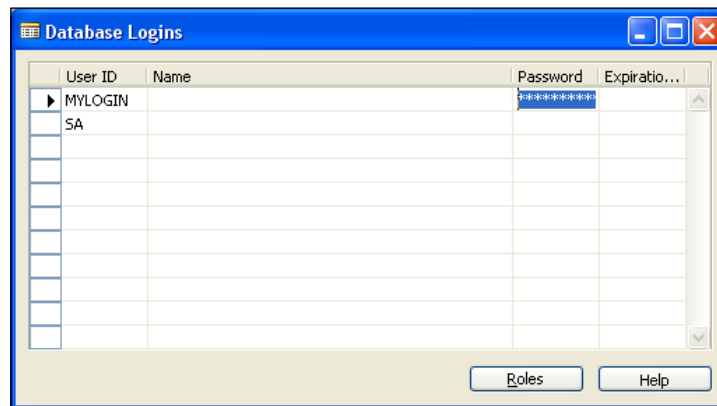 Database Logins
User ID Name Password Expiratio...
MYLOGIN **********
SA
Roles Help